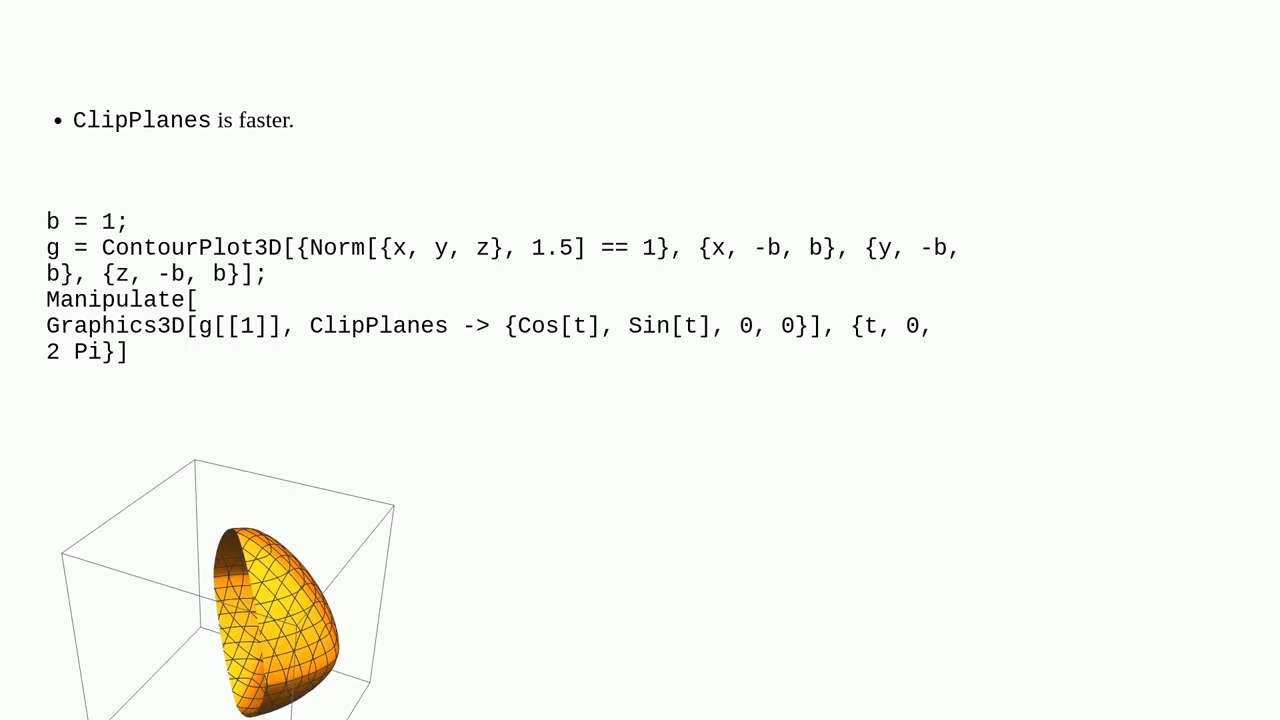 • ClipPlanes is faster.
b = 1;
g = ContourPlot3D[{Norm[{x, y, z}, 1.5] == 1}, {x, -b, b}, {y, -b,
b}, {z, -b, b}];
Manipulate[
Graphics3D[g[[1]], ClipPlanes -> {Cos[t], Sin[t], 0, 0}], {t, 0,
2 Pi}]